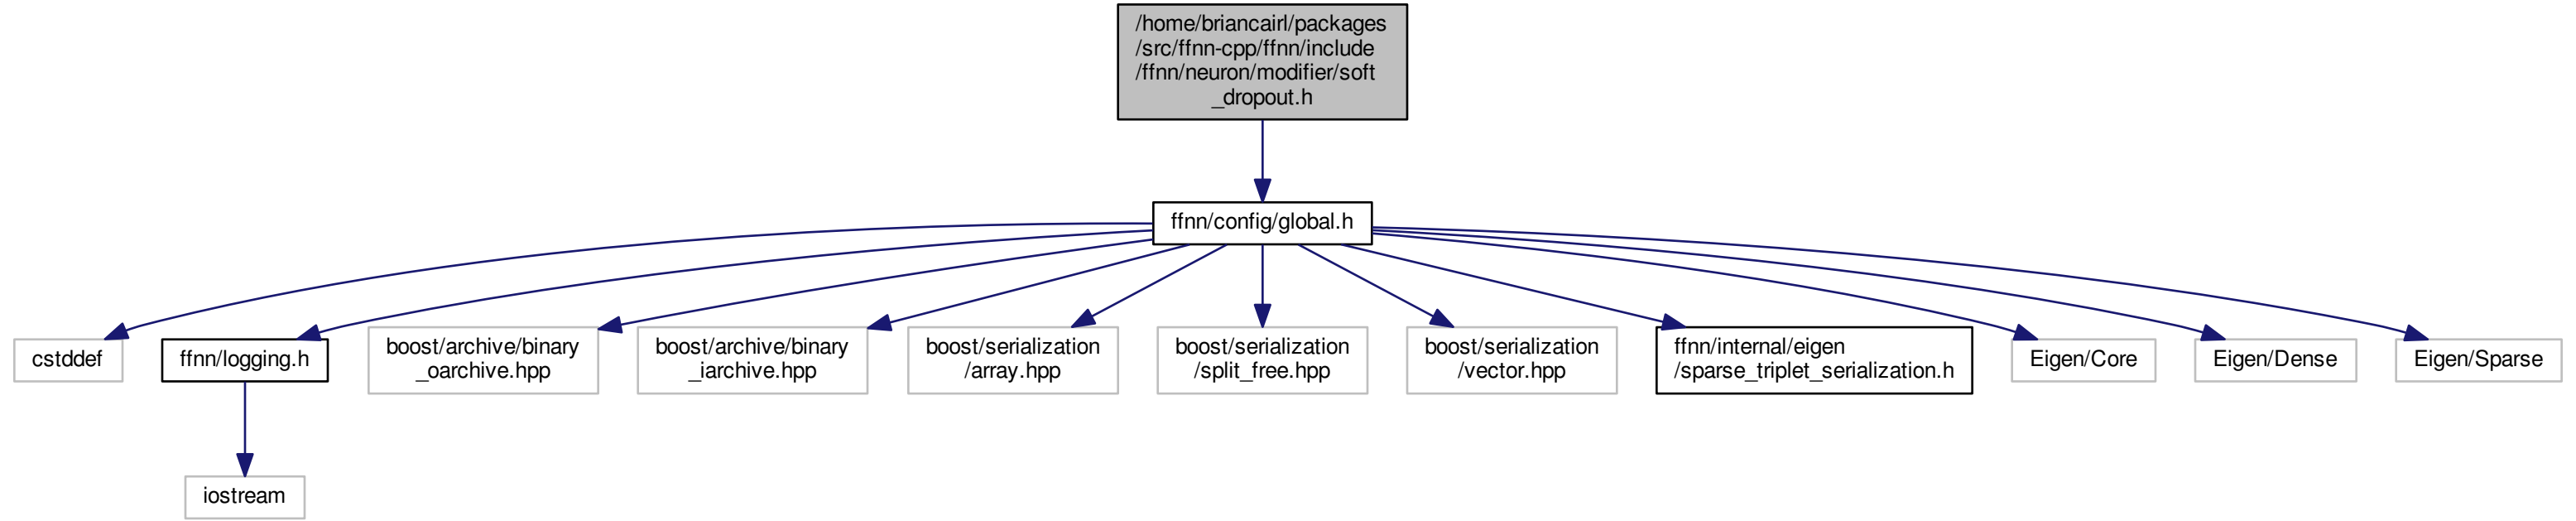 /home/briancairl/packages
/src/ffnn-cpp/ffnn/include
/ffnn/neuron/modifier/soft
_dropout.h
ffnn/config/global.h
cstddef
ffnn/logging.h
boost/archive/binary
_oarchive.hpp
boost/archive/binary
_iarchive.hpp
boost/serialization
/array.hpp
boost/serialization
/split_free.hpp
boost/serialization
/vector.hpp
ffnn/internal/eigen
/sparse_triplet_serialization.h
Eigen/Core
Eigen/Dense
Eigen/Sparse
iostream